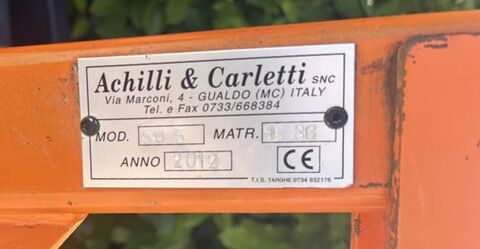 Achilli & Carletti SNC
Via Marconi, 4 - GUALDO (MC) ITALY
Tel. e Fax 0733/668384
MOD. MATR.
ANNO 2012 CE
T.I.S. TARGHE 0734 932176